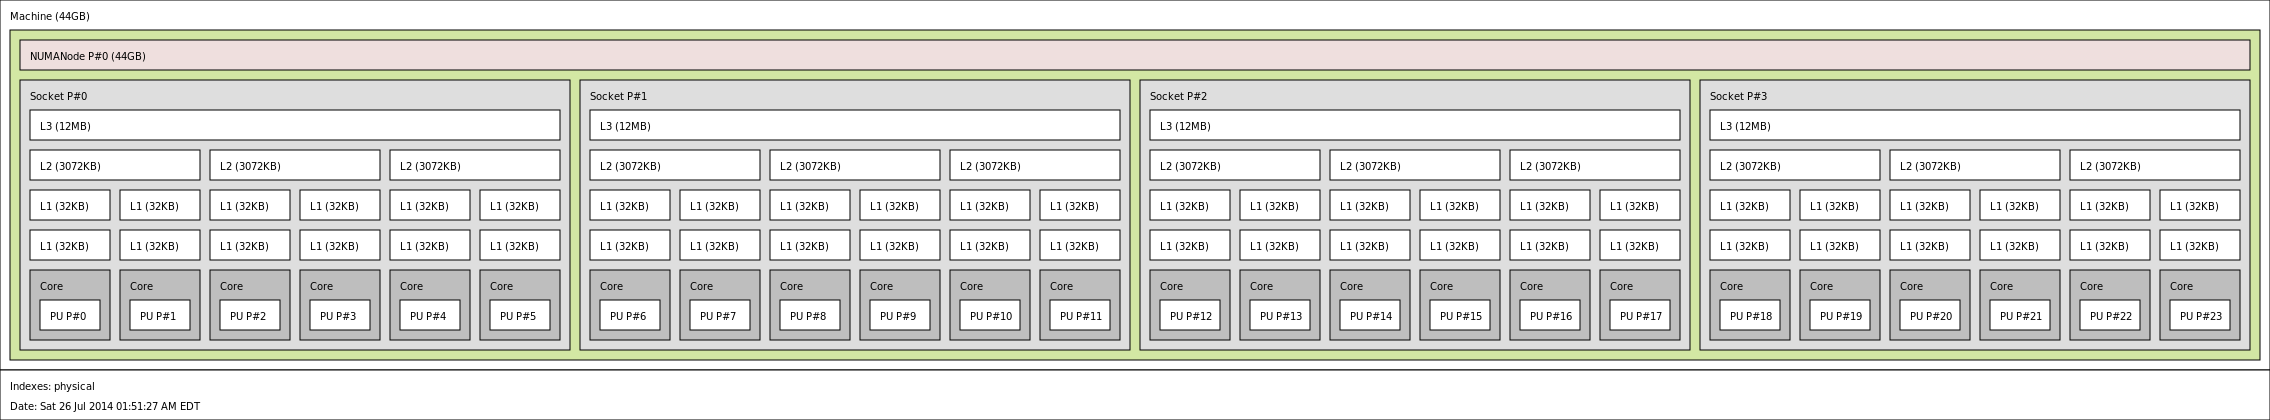 Machine (44GB)
NUMANode P#0 (44GB)
Socket P#0 Socket P#1 Socket P#2 Socket P#3
L3 (12MB) L3 (12MB) L3 (12MB) L3 (12MB)
L2 (3072KB) L2 (3072KB) L2 (3072KB) L2 (3072KB) L2 (3072KB) L2 (3072KB) L2 (3072KB) L2 (3072KB) L2 (3072KB) L2 (3072KB) L2 (3072KB) L2 (3072KB)
L1 (32KB) L1 (32KB) L1 (32KB) L1 (32KB) L1 (32KB) L1 (32KB) L1 (32KB) L1 (32KB) L1 (32KB) L1 (32KB) L1 (32KB) L1 (32KB) L1 (32KB) L1 (32KB) L1 (32KB) L1 (32KB) L1 (32KB) L1 (32KB) L1 (32KB) L1 (32KB) L1 (32KB) L1 (32KB) L1 (32KB) L1 (32KB)
L1 (32KB) L1 (32KB) L1 (32KB) L1 (32KB) L1 (32KB) L1 (32KB) L1 (32KB) L1 (32KB) L1 (32KB) L1 (32KB) L1 (32KB) L1 (32KB) L1 (32KB) L1 (32KB) L1 (32KB) L1 (32KB) L1 (32KB) L1 (32KB) L1 (32KB) L1 (32KB) L1 (32KB) L1 (32KB) L1 (32KB) L1 (32KB)
Core Core Core Core Core Core Core Core Core Core Core Core Core Core Core Core Core Core Core Core Core Core Core Core
PU P#0 PU P#1 PU P#2 PU P#3 PU P#4 PU P#5 PU P#6 PU P#7 PU P#8 PU P#9 PU P#10 PU P#11 PU P#12 PU P#13 PU P#14 PU P#15 PU P#16 PU P#17 PU P#18 PU P#19 PU P#20 PU P#21 PU P#22 PU P#23
Indexes: physical
Date: Sat 26 Jul 2014 01:51:27 AM EDT